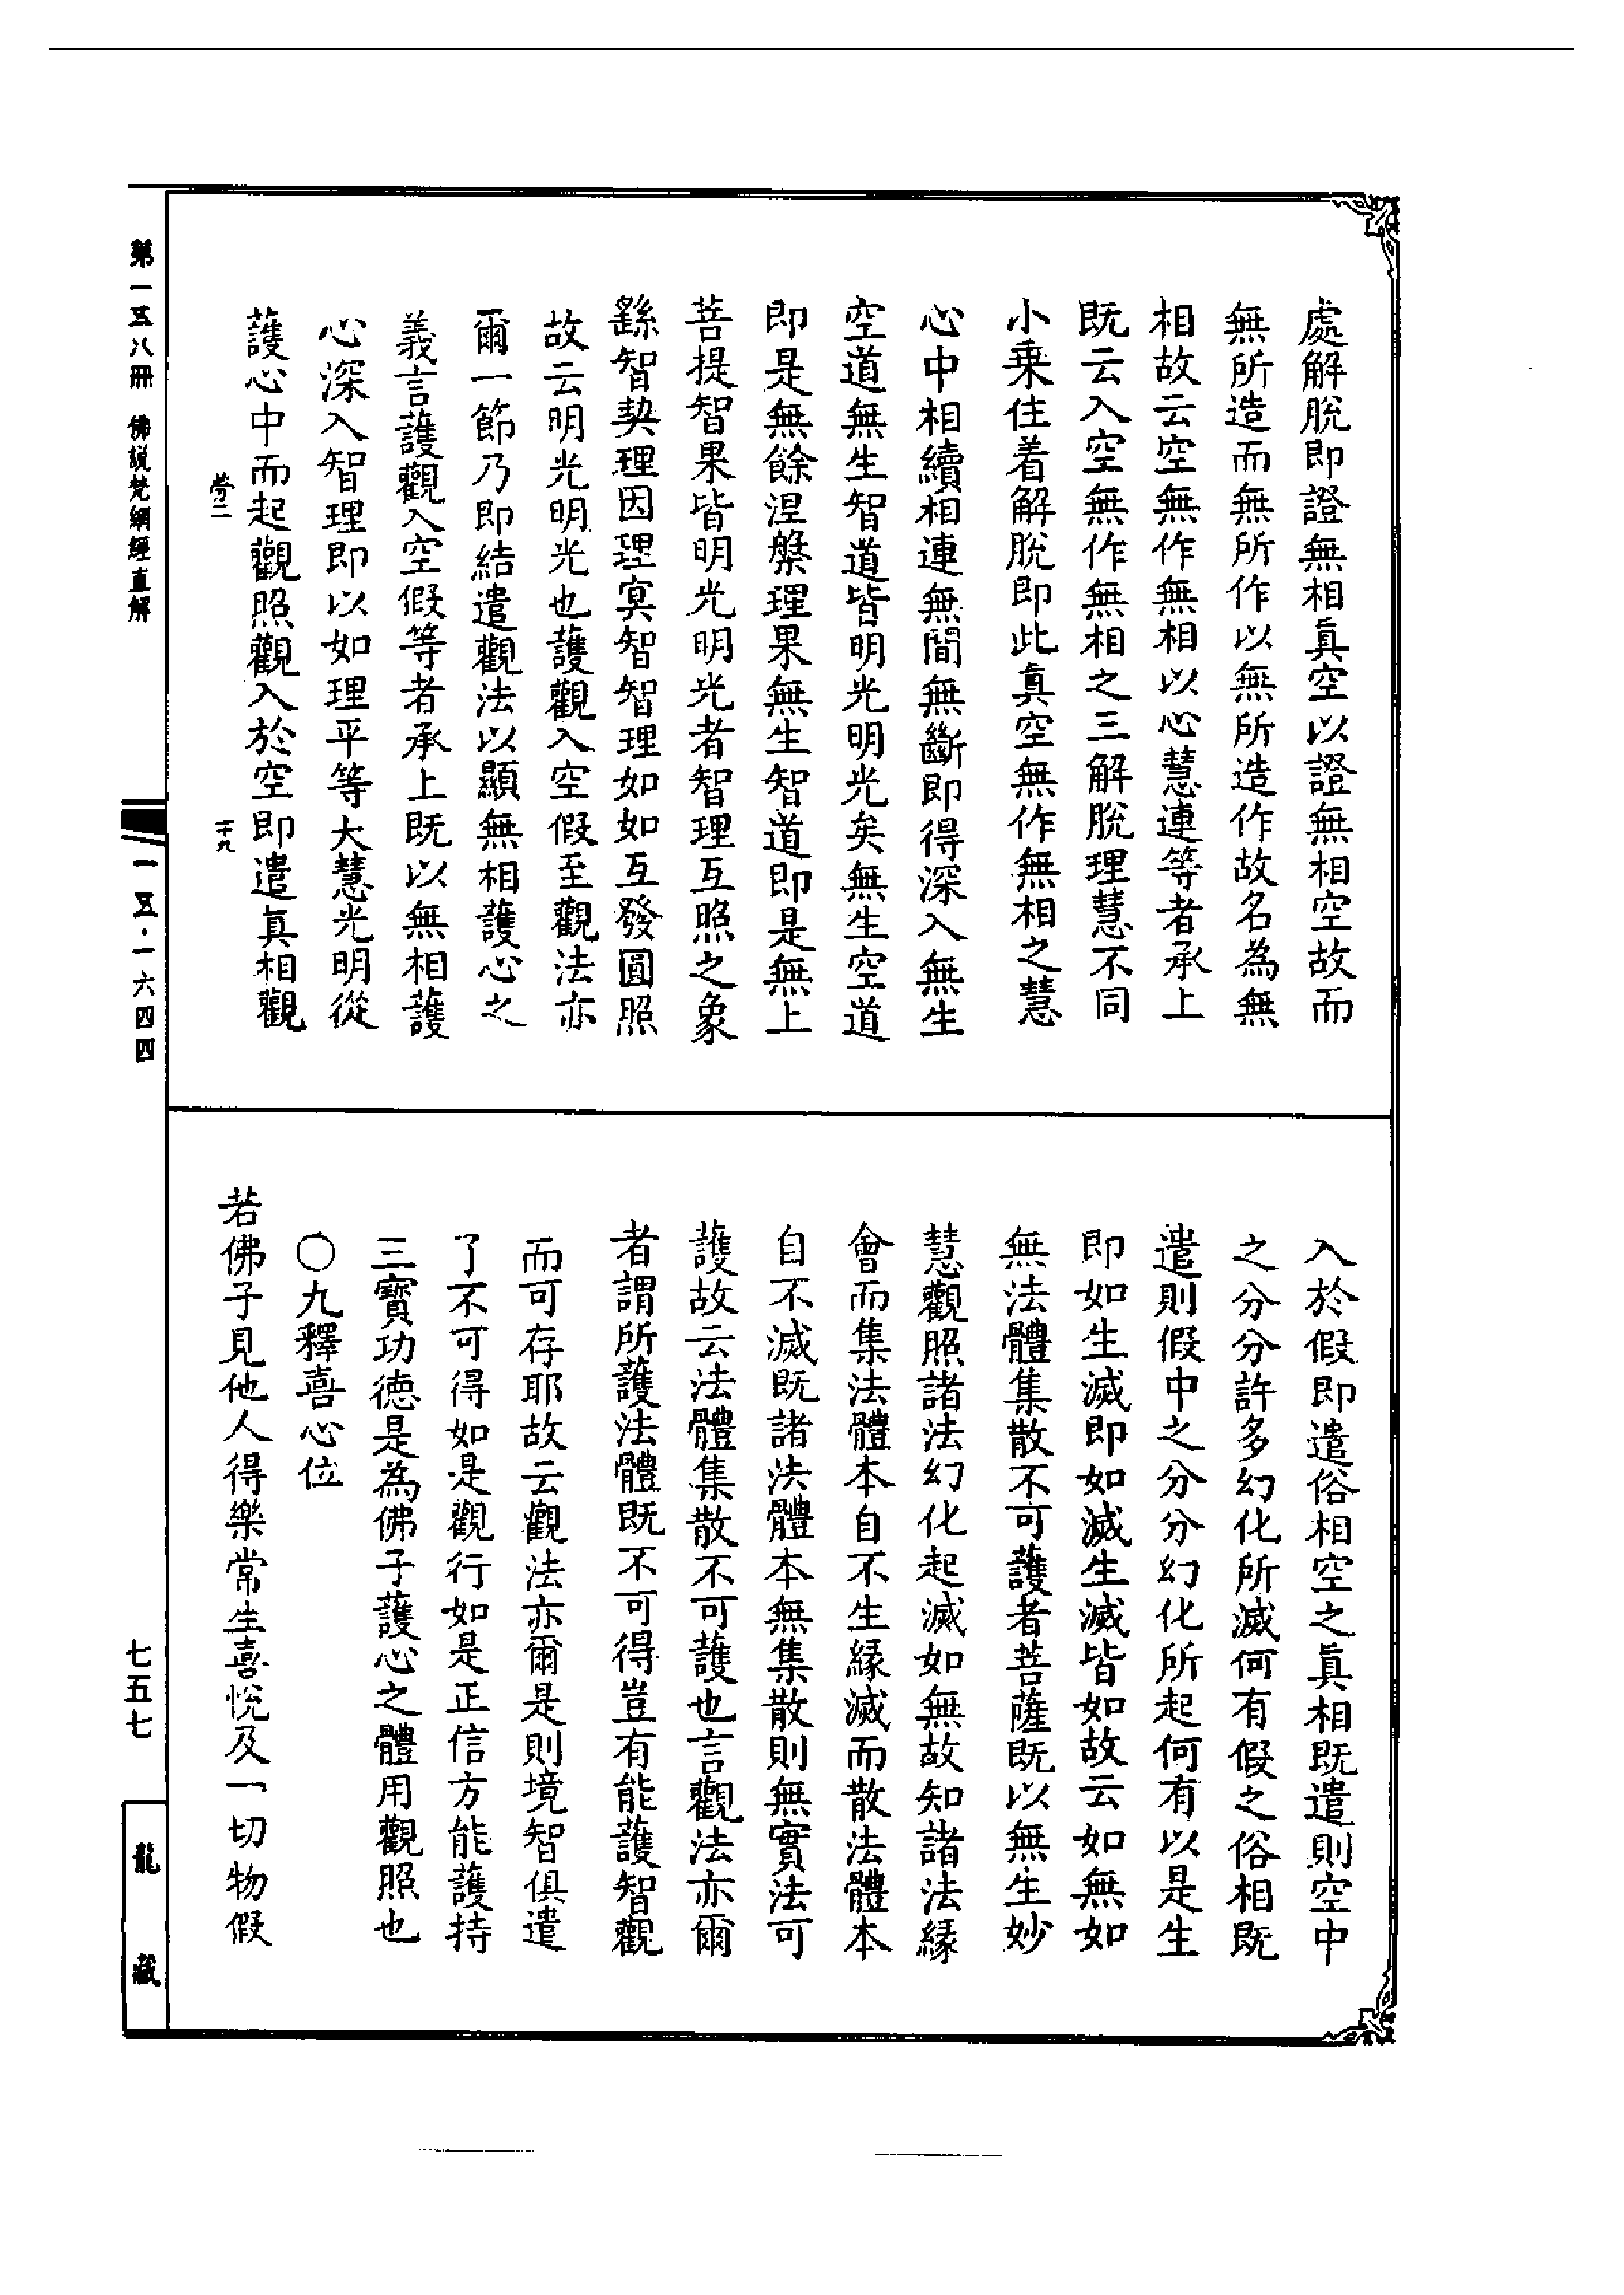 處解脫即證無相真空以證無相空故而
無所造而無所作以無所造作故名為無
相故云空無作無相以心慧連等者承上
既云入空無作無相之三解脫理慧不同
小乗住着解脫即此真空無作無相之慧
心中相續相連無間無斷即得深入無生
空道無生智道皆明光明光矣無生空道
即是無餘涅槃理果無生智道即是無上
菩提智果皆明光明光者智理互照之象
繇智契理因理㝠智智理如如互發圓照
故云明光明光也護觀入空假至觀法亦
爾一節乃即結遣觀法以顯無相護心之
義言護觀入空假等者承上既以無相護
心深入智理即以如理平等大慧光明從
護心中而起觀照觀入於空即遣真相觀
入於假即遣俗相空之真相既遣則空中
之分分許多幻化所滅何有假之俗相既
遣則假中之分分幻化所起何有以是生
即如生滅即如滅生滅皆如故云如無如
無法體集散不可護者菩薩既以無生妙
慧觀照諸法幻化起滅如無故知諸法緣
會而集法體本自不生緣滅而散法體本
自不滅既諸法體本無集散則無實法可
護故云法體集散不可護也言觀法亦爾
者謂所護法體既不可得豈有能護智觀
而可存耶故云觀法亦爾是則境智俱遣
了不可得如是觀行如是正信方能護持
三寶功德是為佛子護心之體用觀照也
〇九釋喜心位
若佛子見他人得樂常生喜悅及一切物假
第一五八冊 佛說梵網經直解
一五·一六四四
七五七
龍藏